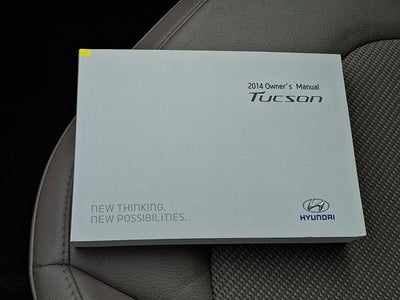 2014 Owner's Manual
Tucson
NEW THINKING.
NEW POSSIBILITIES.
HYUNDAI